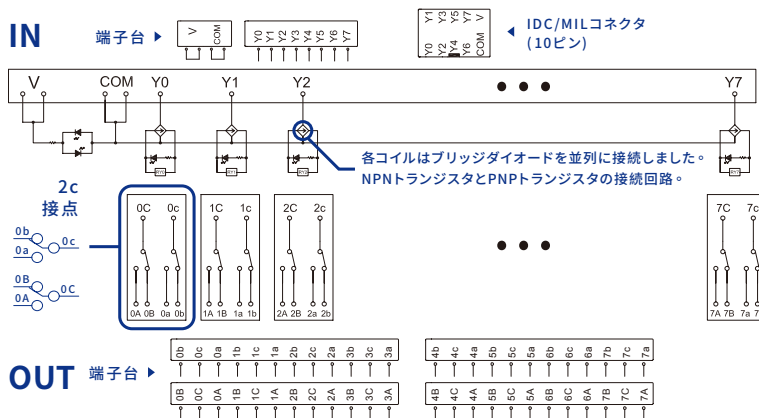 IN
端子台
V
COM
Y0 Y1 Y2 Y3 Y4 Y5 Y6 Y7
Y1 Y3 Y5 Y7 V
Y0 Y2 Y4 Y6 COM
IDC/MILコネクタ
(10ピン)
V COM Y0 Y1 Y2 Y7
各コイルはブリッジダイオードを並列に接続しました。
NPNトランジスタとPNPトランジスタの接続回路。
2c
接点
0b
0a
0c
0B
0A
0C
0C 0c
0A 0B 0a 0b
1C 1c
1A 1B 1a 1b
2C 2c
2A 2B 2a 2b
7C 7c
7A 7B 7a
OUT
端子台
0b 0c 0a 1b 1c 1a 2b 2c 2a 3b 3c 3a
4b 4c 4a 5b 5c 5a 6b 6c 6a 7b 7c 7a
0B 0C 0A 1B 1C 1A 2B 2C 2A 3B 3C 3A
4B 4C 4A 5B 5C 5A 6B 6C 6A 7B 7C 7A